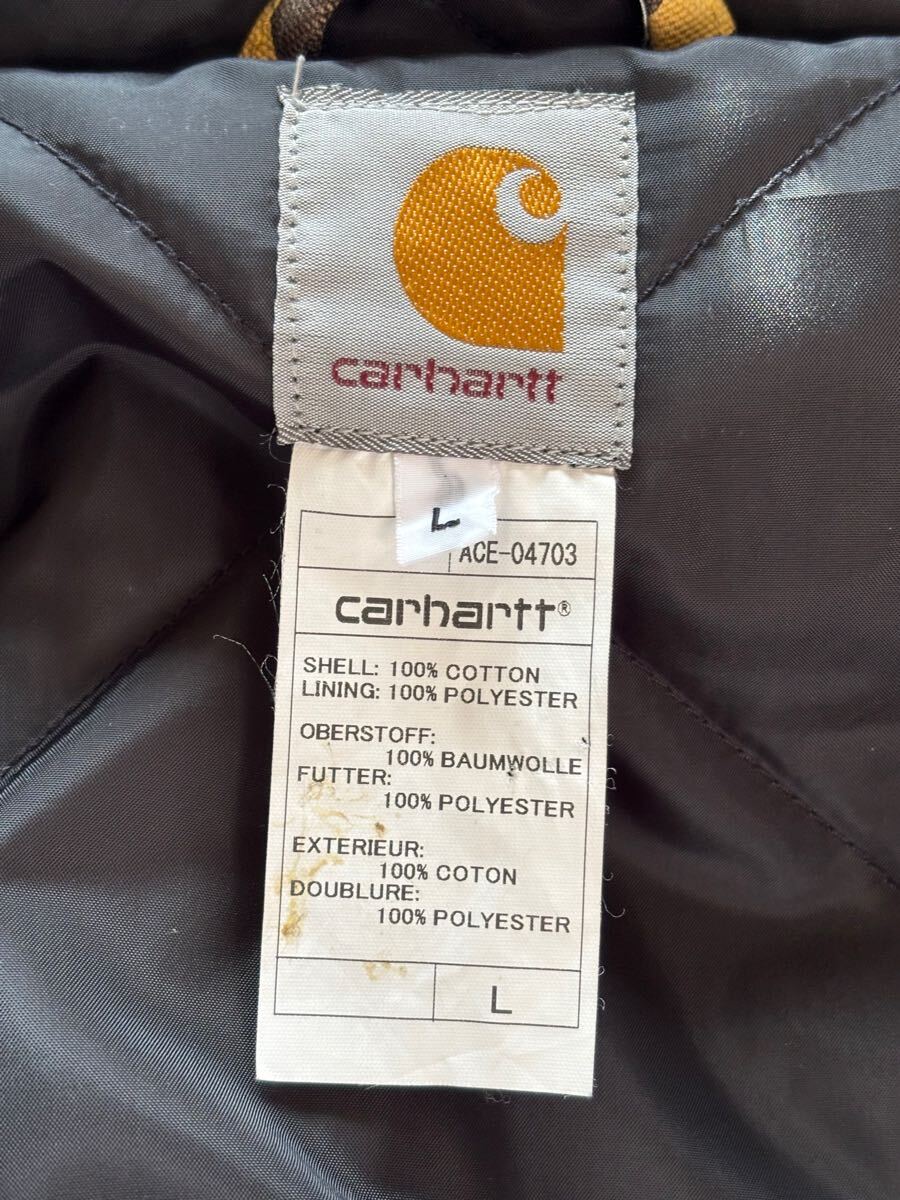 carhartt
L
ACE-04703
carhartt®
SHELL: 100% COTTON
LINING: 100% POLYESTER
OBERSTOFF:
100% BAUMWOLLE
FUTTER:
100% POLYESTER
EXTERIEUR:
100% COTON
DOUBLURE:
100% POLYESTER
L